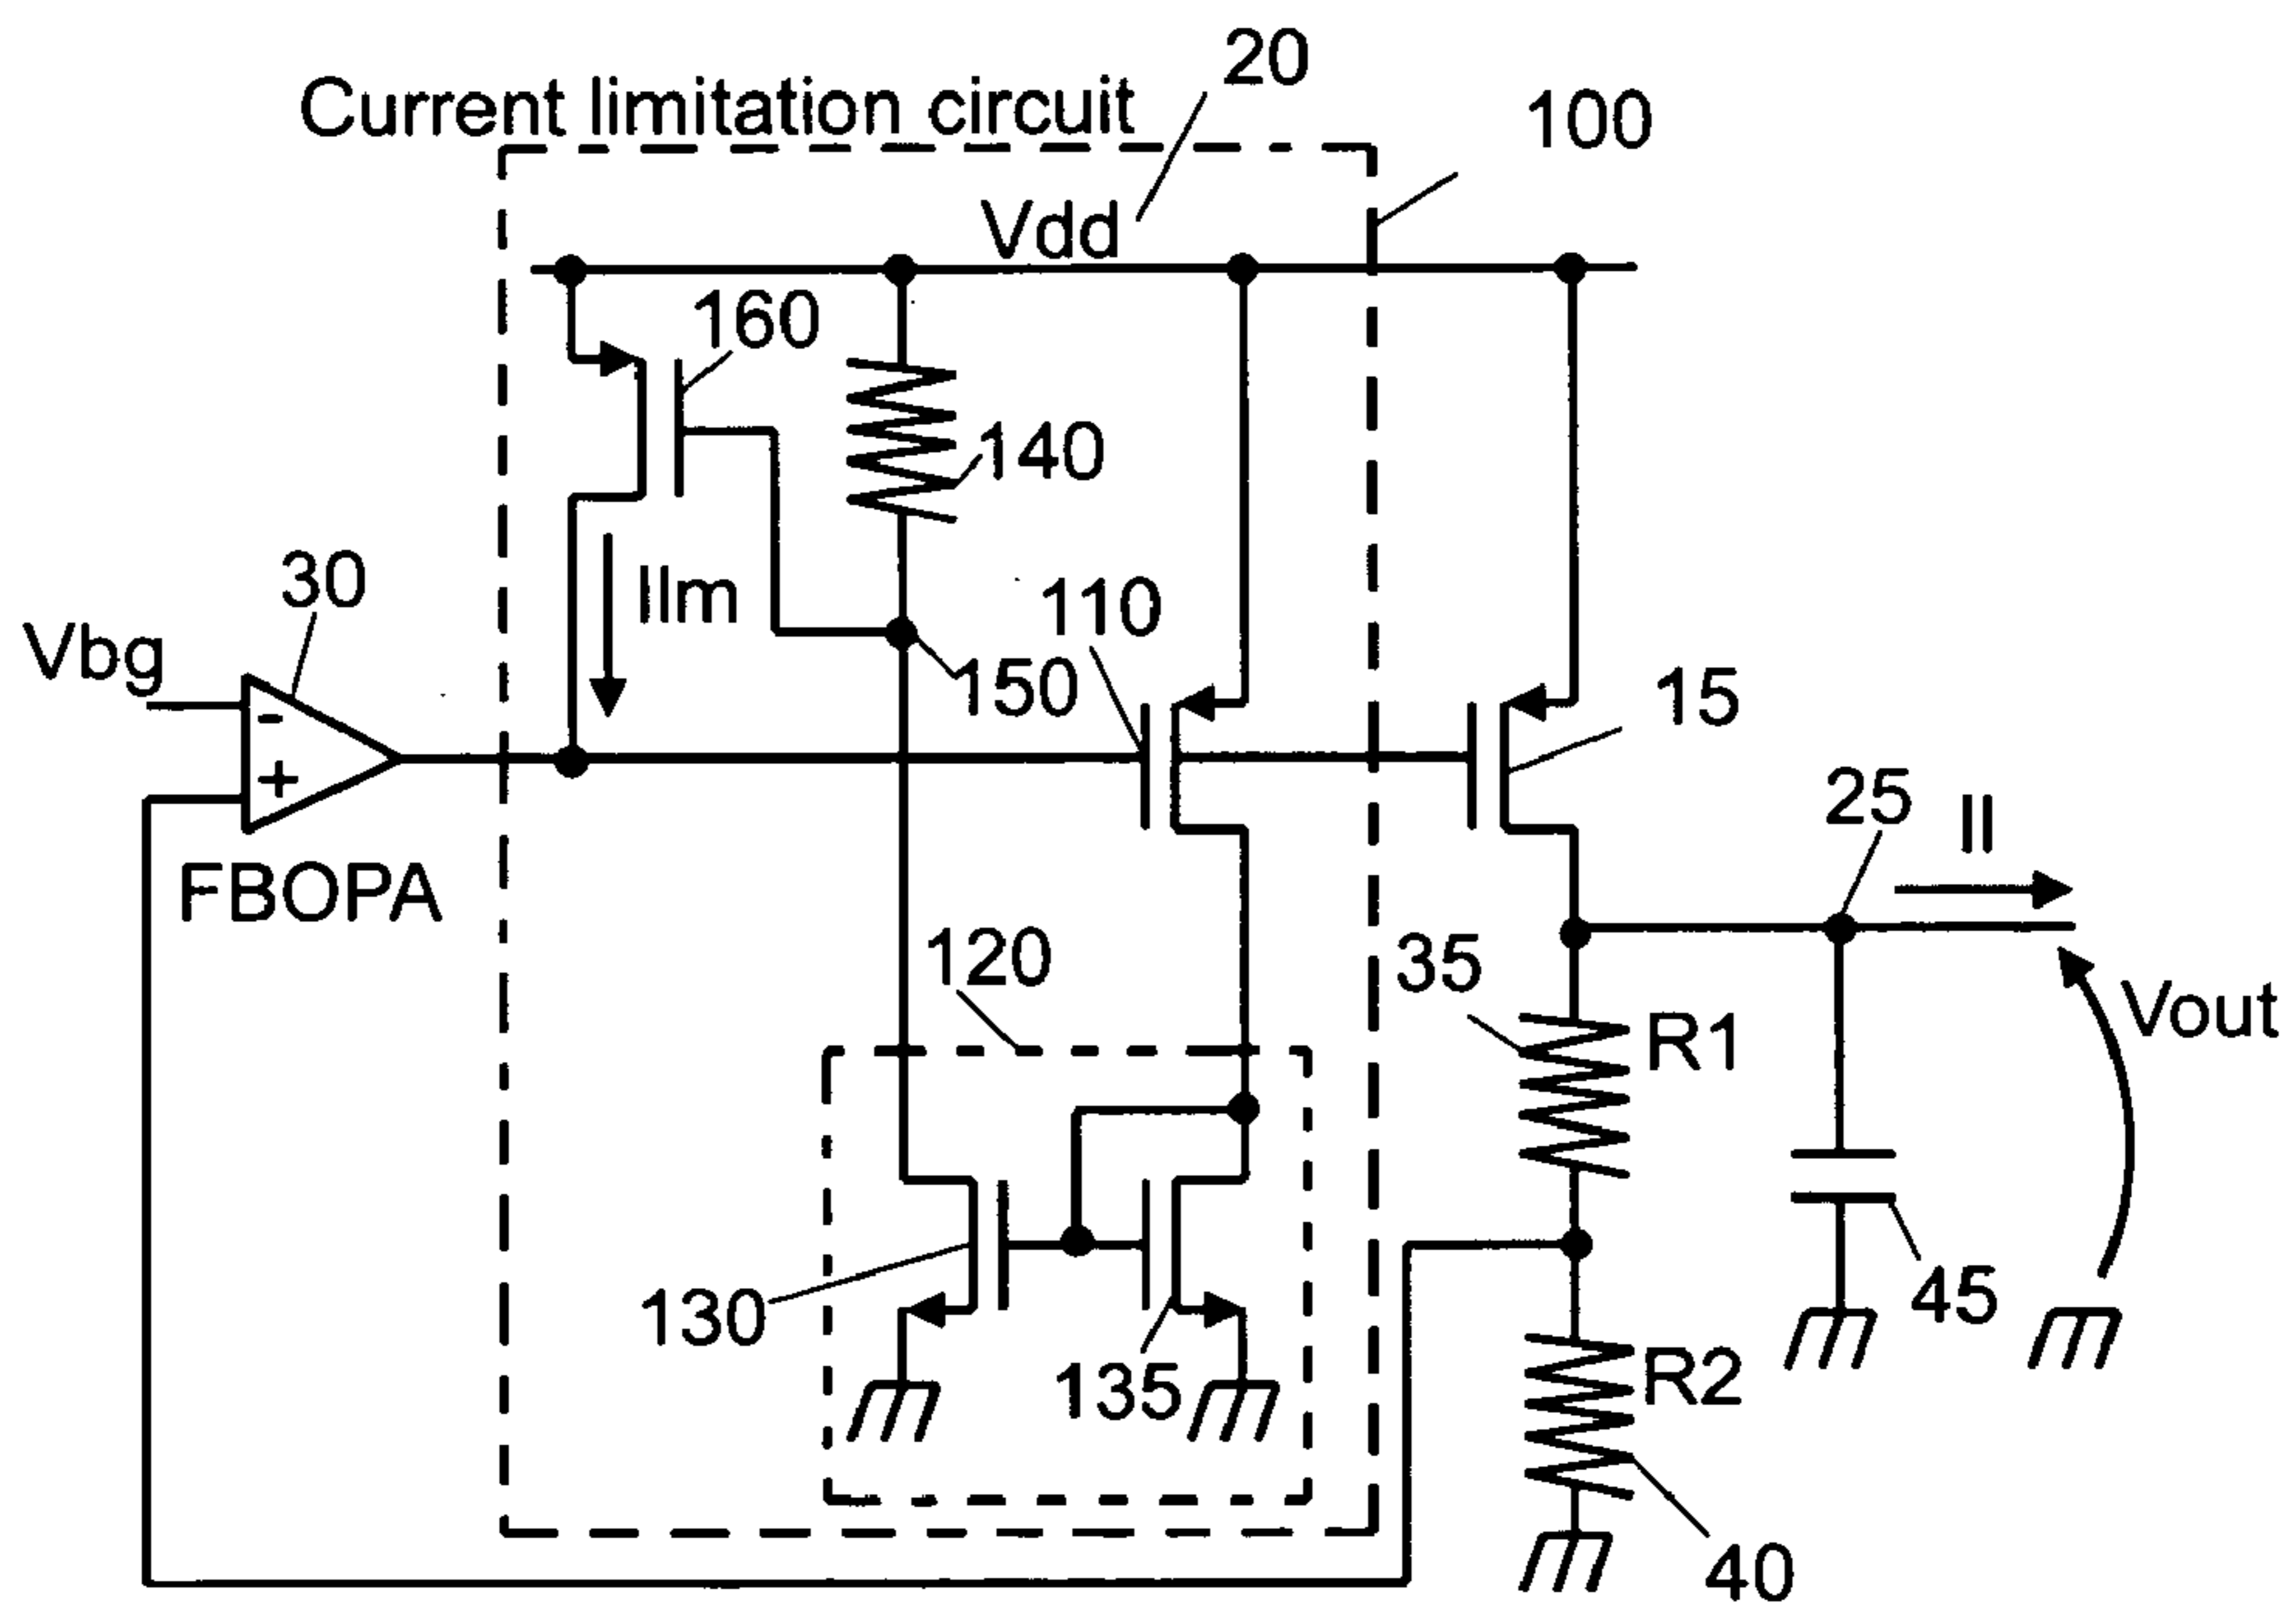 20
Current limitation circuit
100
Vdd
160
140
30
Ilm
110
Vbg
150
15
-
+
25
Il
FBOPA
120
35
Vout
R1
130
45
135
R2
40